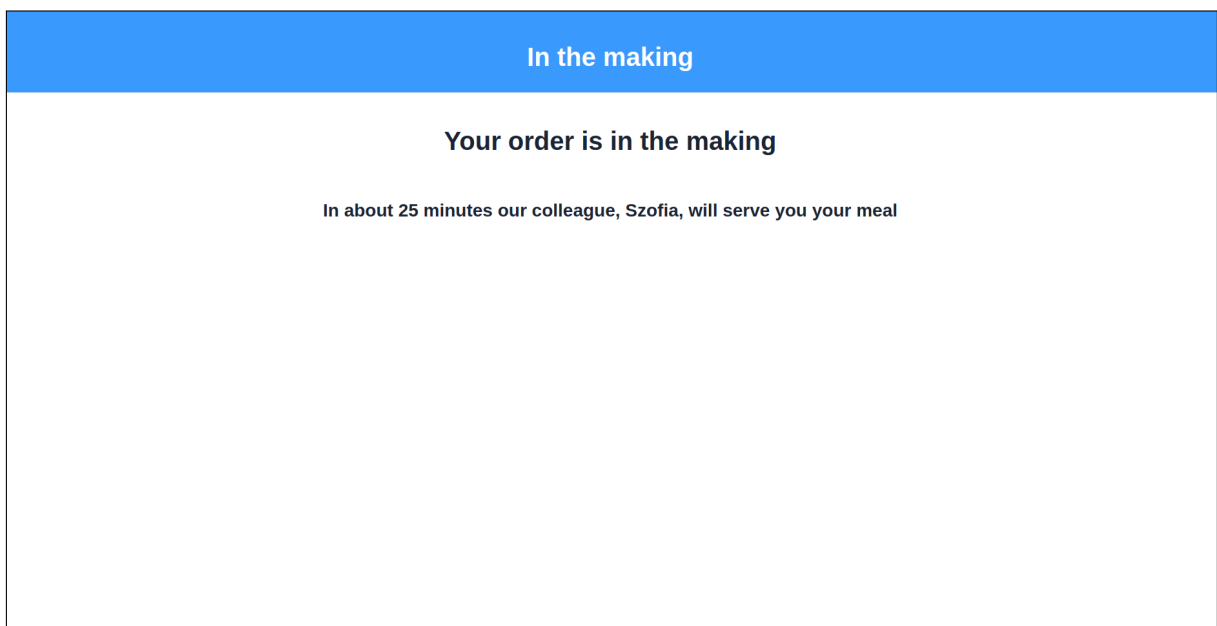 In the making
Your order is in the making
In about 25 minutes our colleague, Szofia, will serve you your meal